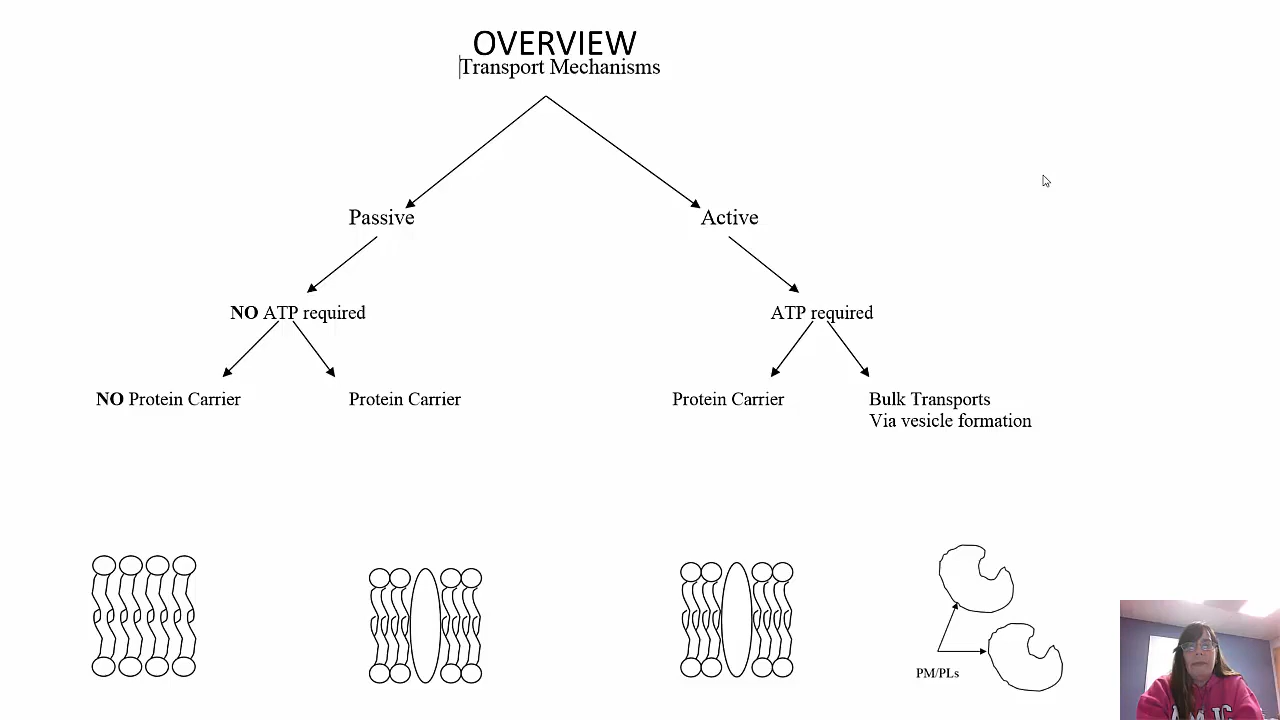 OVERVIEW
Transport Mechanisms
Passive
Active
NO ATP required
ATP required
NO Protein Carrier
Protein Carrier
Protein Carrier
Bulk Transports
Via vesicle formation
PM/PLs